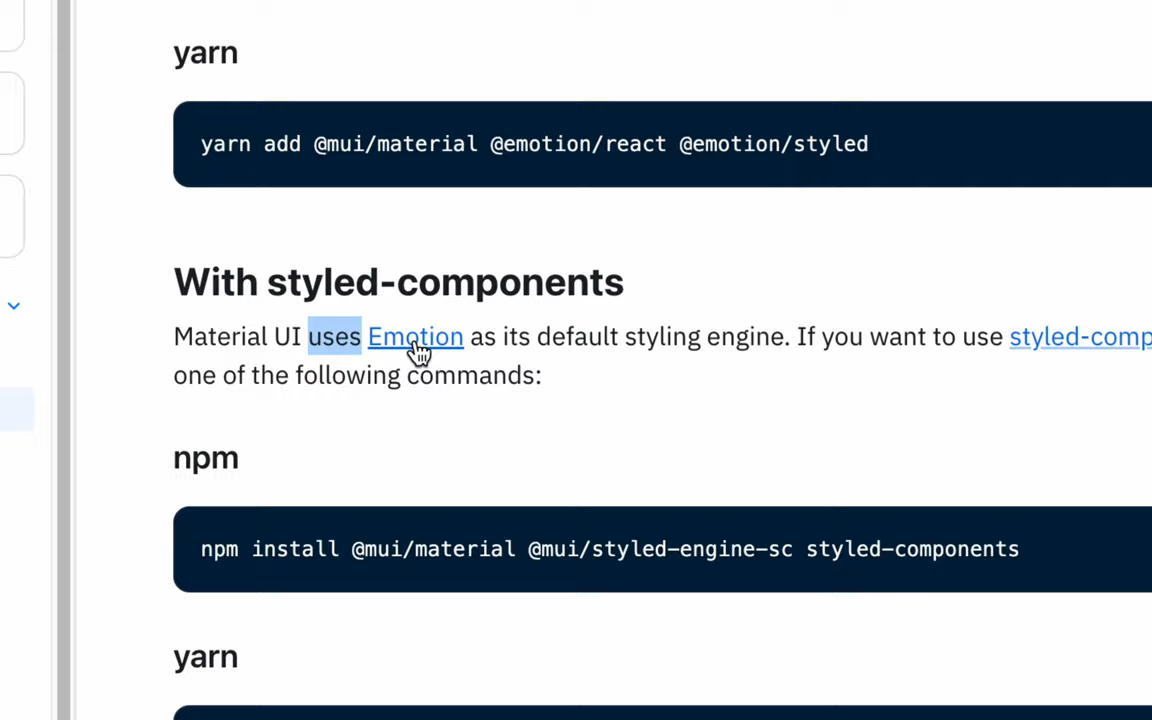 yarn
yarn add @mui/material @emotion/react @emotion/styled
With styled-components
Material UI uses Emotion as its default styling engine. If you want to use styled-comp
one of the following commands:
npm
npm install @mui/material @mui/styled-engine-sc styled-components
yarn